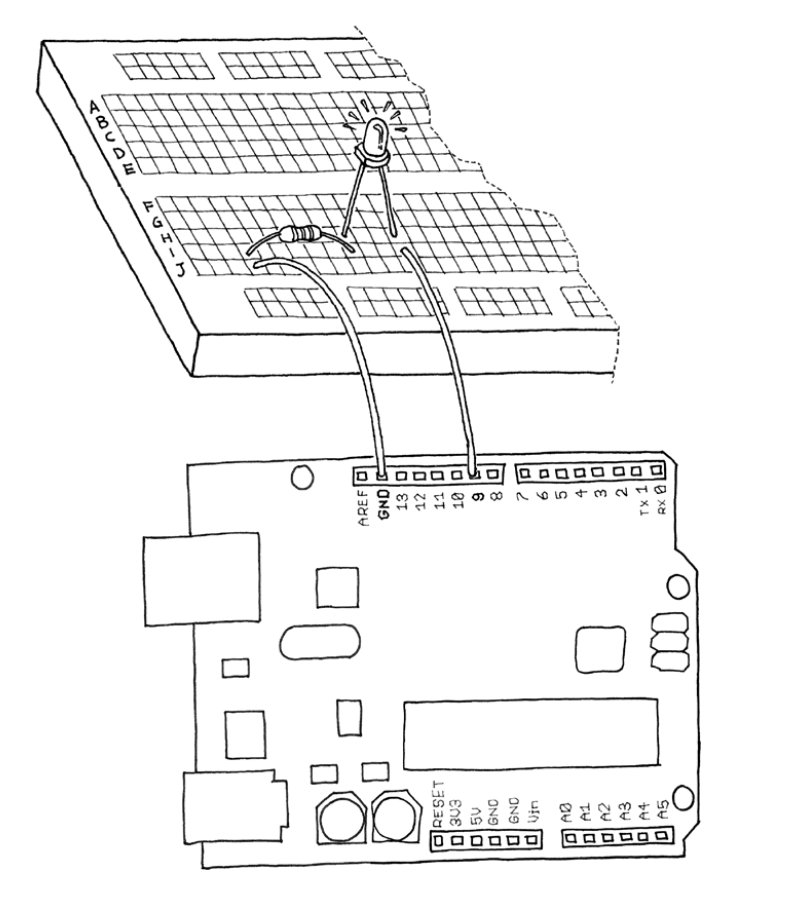 A
B
C
D
E
F
G
H
I
J
AREF
GND
13
12
11
10
9
8
7
6
5
4
3
2
TX 1
RX 0
RESET
3V3
5V
GND
GND
Vin
A0
A1
A2
A3
A4
A5